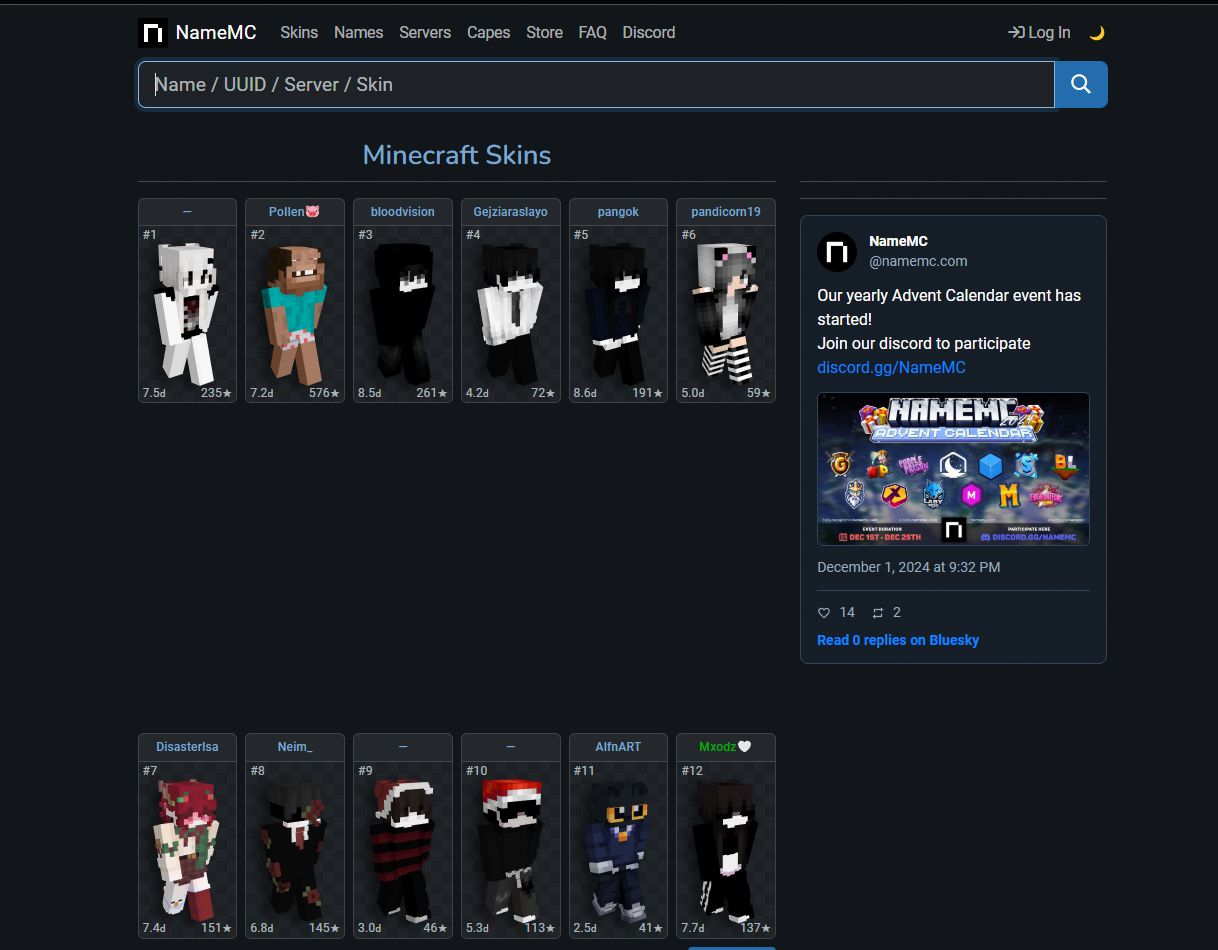 NameMC Skins Names Servers Capes Store FAQ Discord Log In
Name / UUID / Server / Skin
Minecraft Skins
— Pollen🐷 bloodvision Gejziaraslayo pangok pandicorn19
#1 #2 #3 #4 #5 #6
7.5d 235★ 7.2d 576★ 8.5d 261★ 4.2d 72★ 8.6d 191★ 5.0d 59★
NameMC
@namemc.com
Our yearly Advent Calendar event has
started!
Join our discord to participate
discord.gg/NameMC
NAMEMC
2024
ADVENT CALENDAR
PURPLE PRISON
BL
EVENT DURATION
DEC 1ST - DEC 25TH
PARTICIPATE HERE
DISCORD.GG/NAMEMC
December 1, 2024 at 9:32 PM
14 2
Read 0 replies on Bluesky
DisasterIsa Neim_ — — AlfnART Mxodz🤍
#7 #8 #9 #10 #11 #12
7.4d 151★ 6.8d 145★ 3.0d 46★ 5.3d 113★ 2.5d 41★ 7.7d 137★